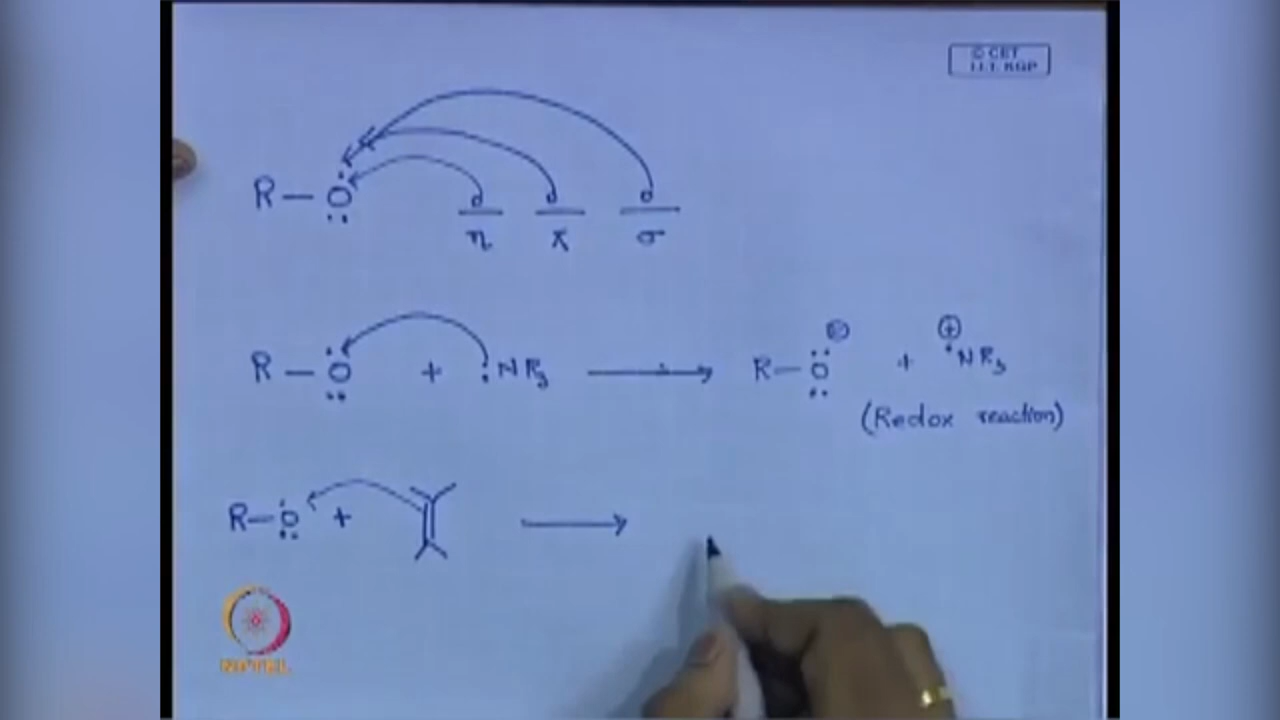 © CET
I.I.T. KGP
R—Ö:
n π σ
R—Ȯ: + :NR₃ → R—Ö:⊖ + ⊕·NR₃
(Redox reaction)
R—Ȯ: + →
NPTEL